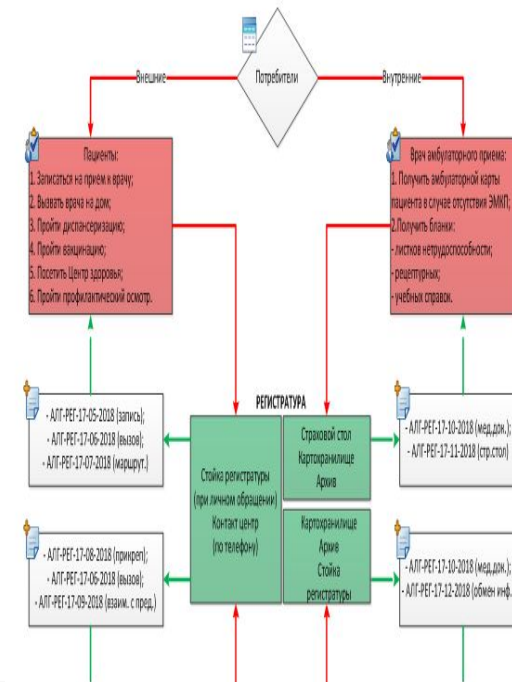 Потребители
Внешние
Внутренние
Пациенты:
1. Записаться на прием к врачу;
2. Вызвать врача на дом;
3. Пройти диспансеризацию;
4. Пройти вакцинацию;
5. Посетить Центр здоровья;
6. Пройти профилактический осмотр.
Врач амбулаторного приема:
1. Получить амбулаторной карты
пациента в случае отсутствия ЭМКП;
2.Получить бланки:
- листков нетрудоспособности;
- рецептурных;
- учебных справок.
- АЛГ-РЕГ-17-05-2018 (запись);
- АЛГ-РЕГ-17-06-2018 (вызов);
- АЛГ-РЕГ-17-07-2018 (маршрут.)
РЕГИСТРАТУРА
Стойка регистратуры
(при личном обращении)
Контакт центр
(по телефону)
Страховой стол
Картохранилище
Архив
- АЛГ-РЕГ-17-10-2018 (мед.док.);
- АЛГ-РЕГ-17-11-2018 (стр.стол)
- АЛГ-РЕГ-17-08-2018 (прикреп);
- АЛГ-РЕГ-17-06-2018 (вызов);
- АЛГ-РЕГ-17-09-2018 (взаим. с пред.)
Картохранилище
Архив
Стойка
регистратуры
- АЛГ-РЕГ-17-10-2018 (мед.док.);
- АЛГ-РЕГ-17-12-2018 (обмен инф.